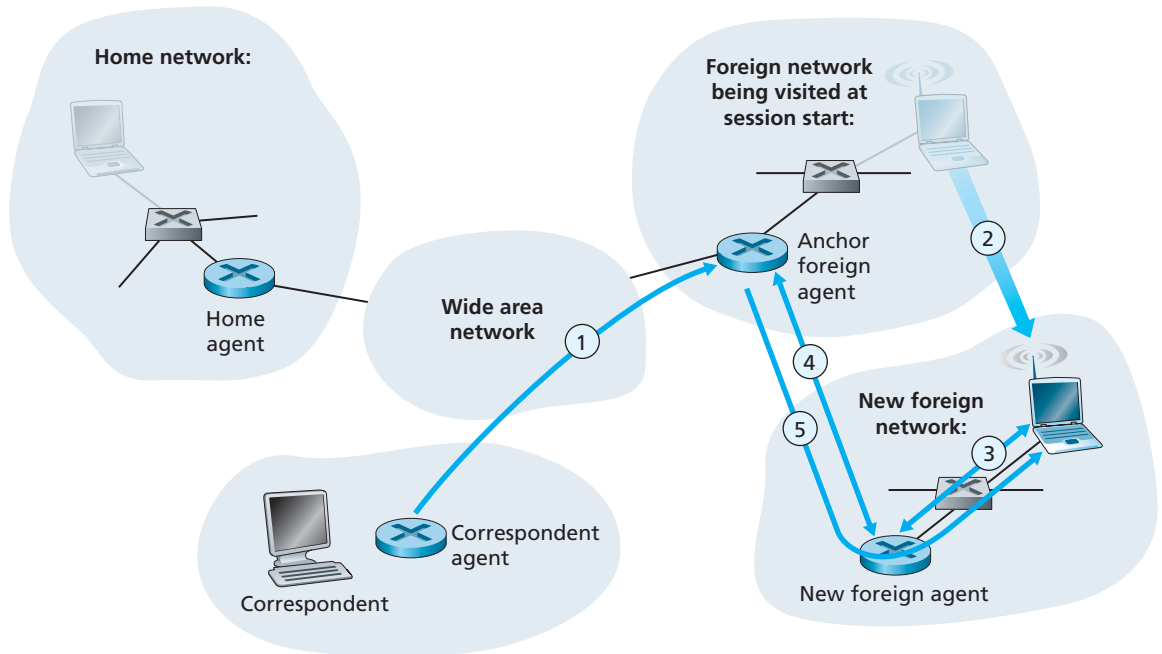 Home network:
Home
agent
Wide area
network
Foreign network
being visited at
session start:
Anchor
foreign
agent
New foreign
network:
New foreign agent
Correspondent
agent
Correspondent
1
2
3
4
5